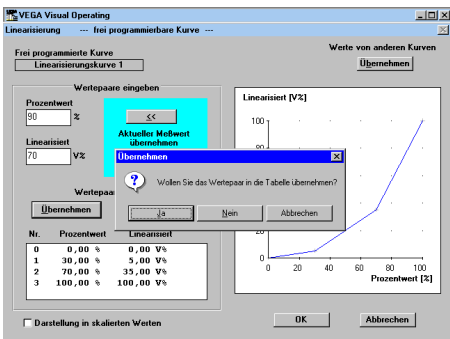 VEGA Visual Operating
Linearisierung --- frei programmierbare Kurve ---
Frei programmierte Kurve
Linearisierungskurve 1
Werte von anderen Kurven
Übernehmen
Wertepaare eingeben
Prozentwert
90 %
<<
Aktueller Meßwert
übernehmen
Linearisiert
70 V%
Wertepaa
Übernehmen
Nr. Prozentwert Linearisiert
0 0,00 % 0,00 V%
1 30,00 % 5,00 V%
2 70,00 % 35,00 V%
3 100,00 % 100,00 V%
Darstellung in skalierten Werten
Übernehmen
Wollen Sie das Wertepaar in die Tabelle übernehmen?
Ja Nein Abbrechen
Linearisiert [V%]
100
20
0
0 20 40 60 80 100
Prozentwert [%]
OK Abbrechen